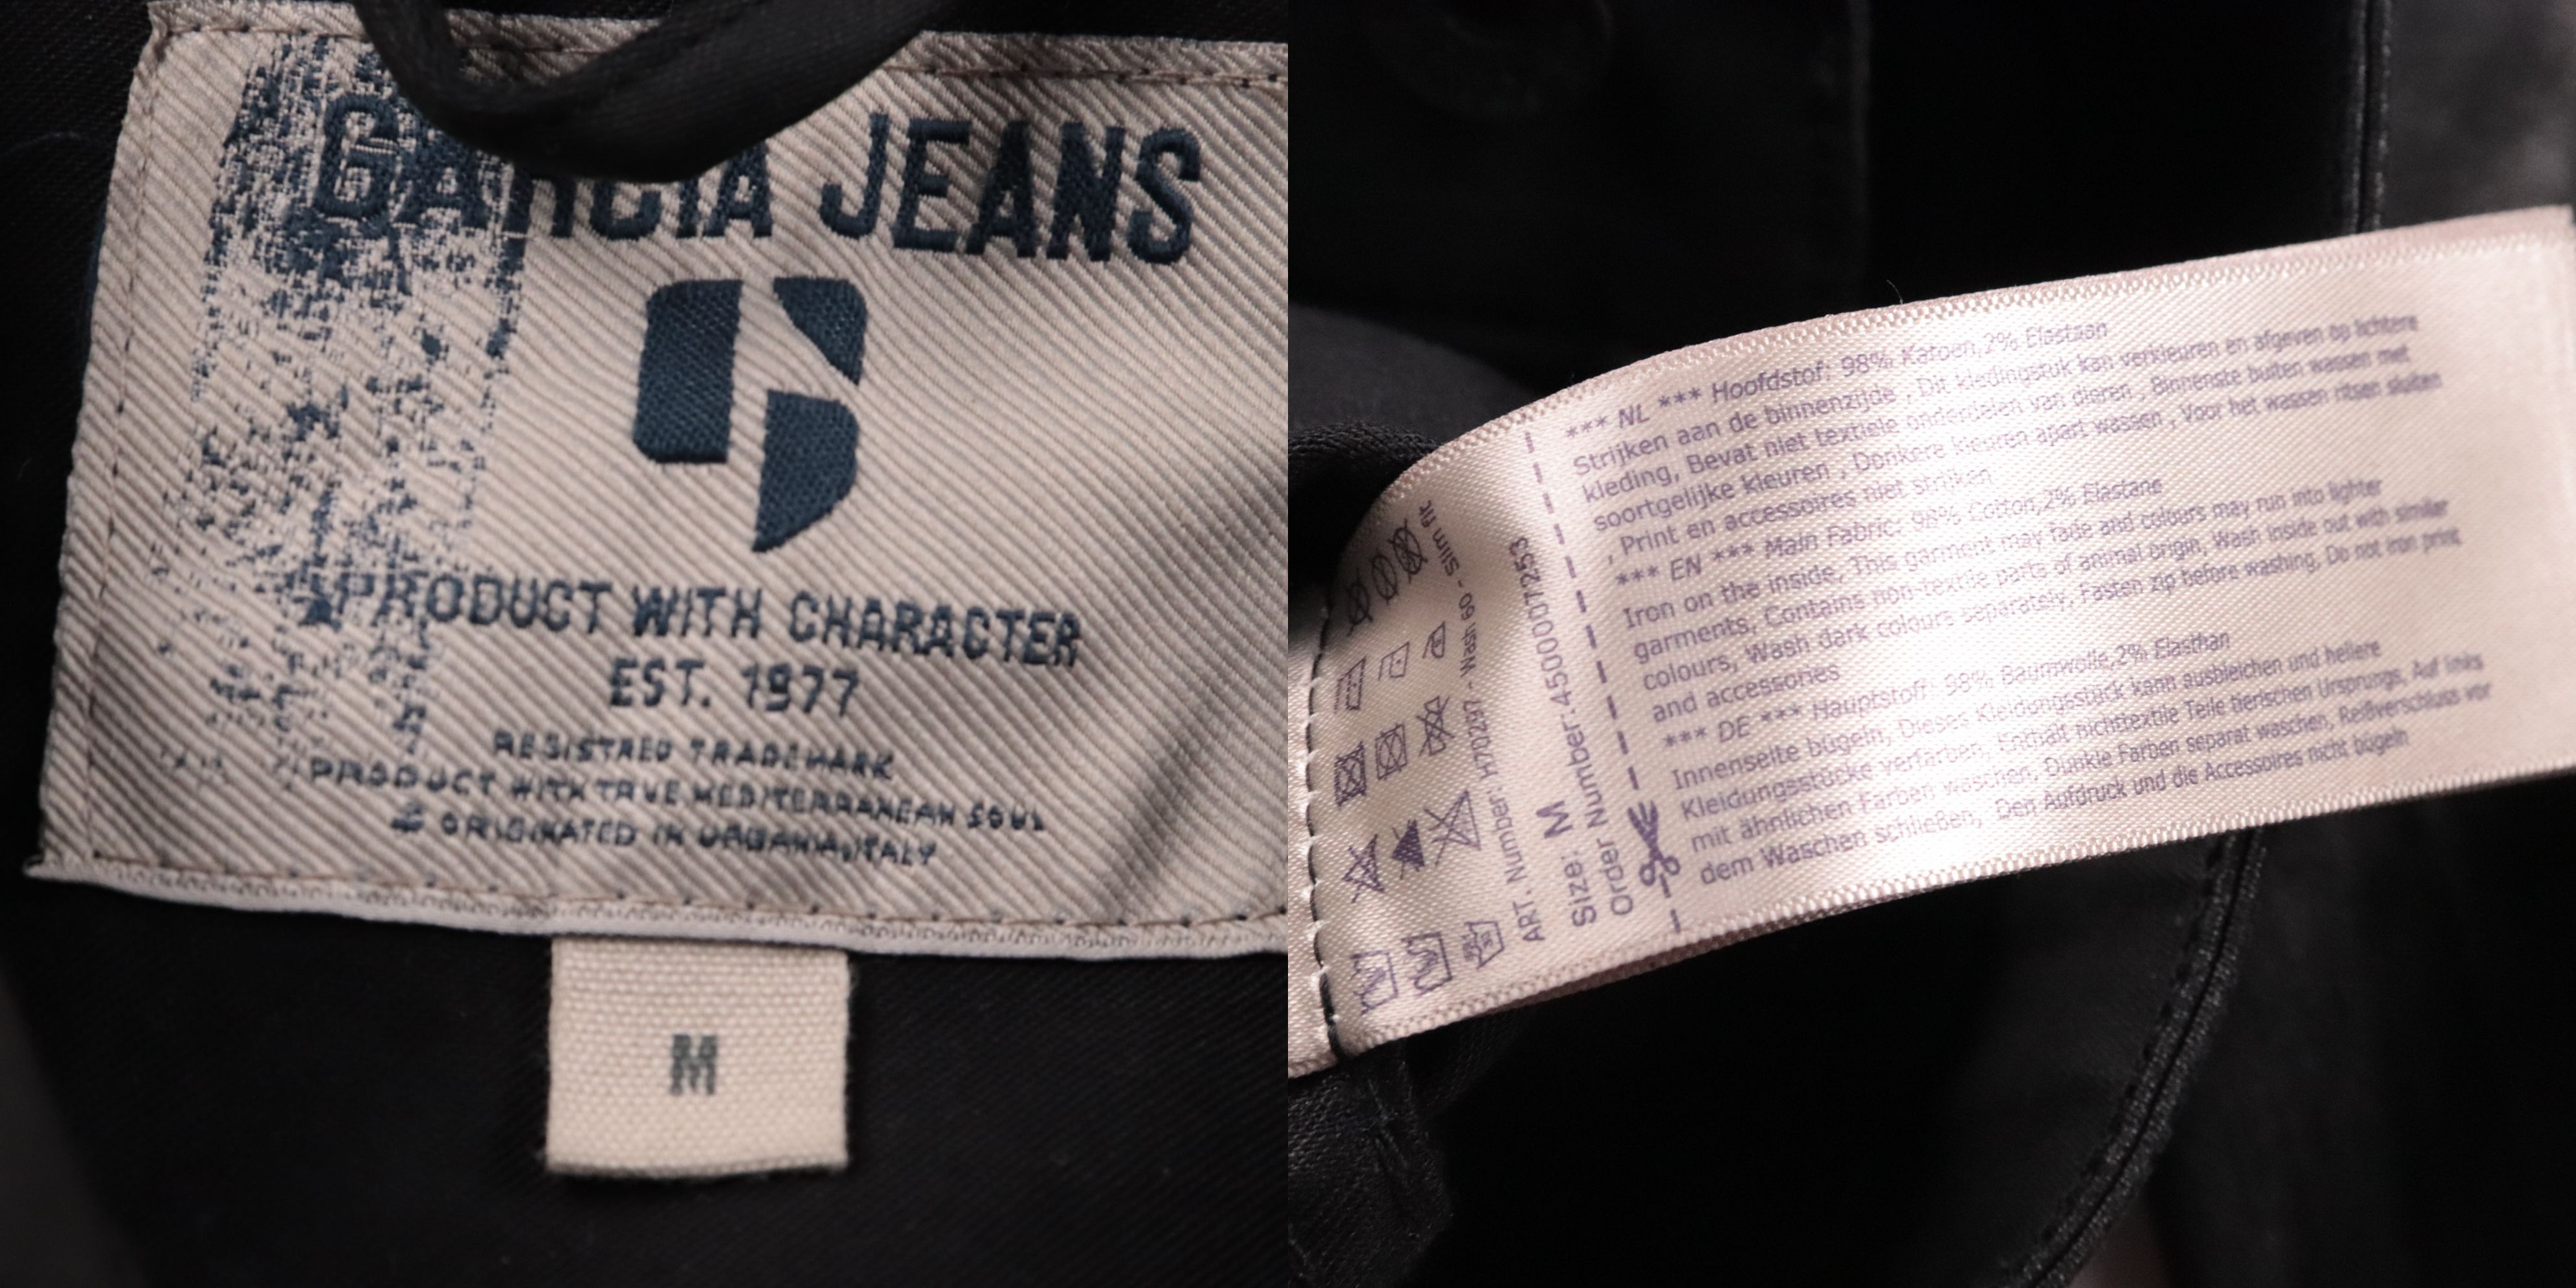 GARCIA JEANS
A PRODUCT WITH CHARACTER
EST. 1977
REGISTRED TRADEMARK
PRODUCT WITH TRUE MEDITERRANEAN SOUL
& ORIGINATED IN URBANIA, ITALY
M
ART. Number: H70297 - Wash 60 - Slim fit
Size: M
Order Number 4500007253
*** NL *** Hoofdstof: 98% Katoen,2% Elastaan
Strijken aan de binnenzijde , Dit kledingstuk kan verkleuren en afgeven op lichtere
kleding, Bevat niet textiele onderdelen van dieren , Binnenste buiten wassen met
soortgelijke kleuren , Donkere kleuren apart wassen , Voor het wassen ritsen sluiten
, Print en accessoires niet strijken
*** EN *** Main Fabric: 98% Cotton,2% Elastane
Iron on the inside, This garment may fade and colours may run into lighter
garments, Contains non-textile parts of animal origin, Wash inside out with similar
colours, Wash dark colours separately, Fasten zip before washing, Do not iron print
and accessories
*** DE *** Hauptstoff: 98% Baumwolle,2% Elasthan
Innenseite bügeln, Dieses Kleidungsstück kann ausbleichen und hellere
Kleidungsstücke verfärben, Enthält nichttextile Teile tierischen Ursprungs, Auf links
mit ähnlichen Farben waschen, Dunkle Farben separat waschen, Reißverschluss vor
dem Waschen schließen, Den Aufdruck und die Accessoires nicht bügeln